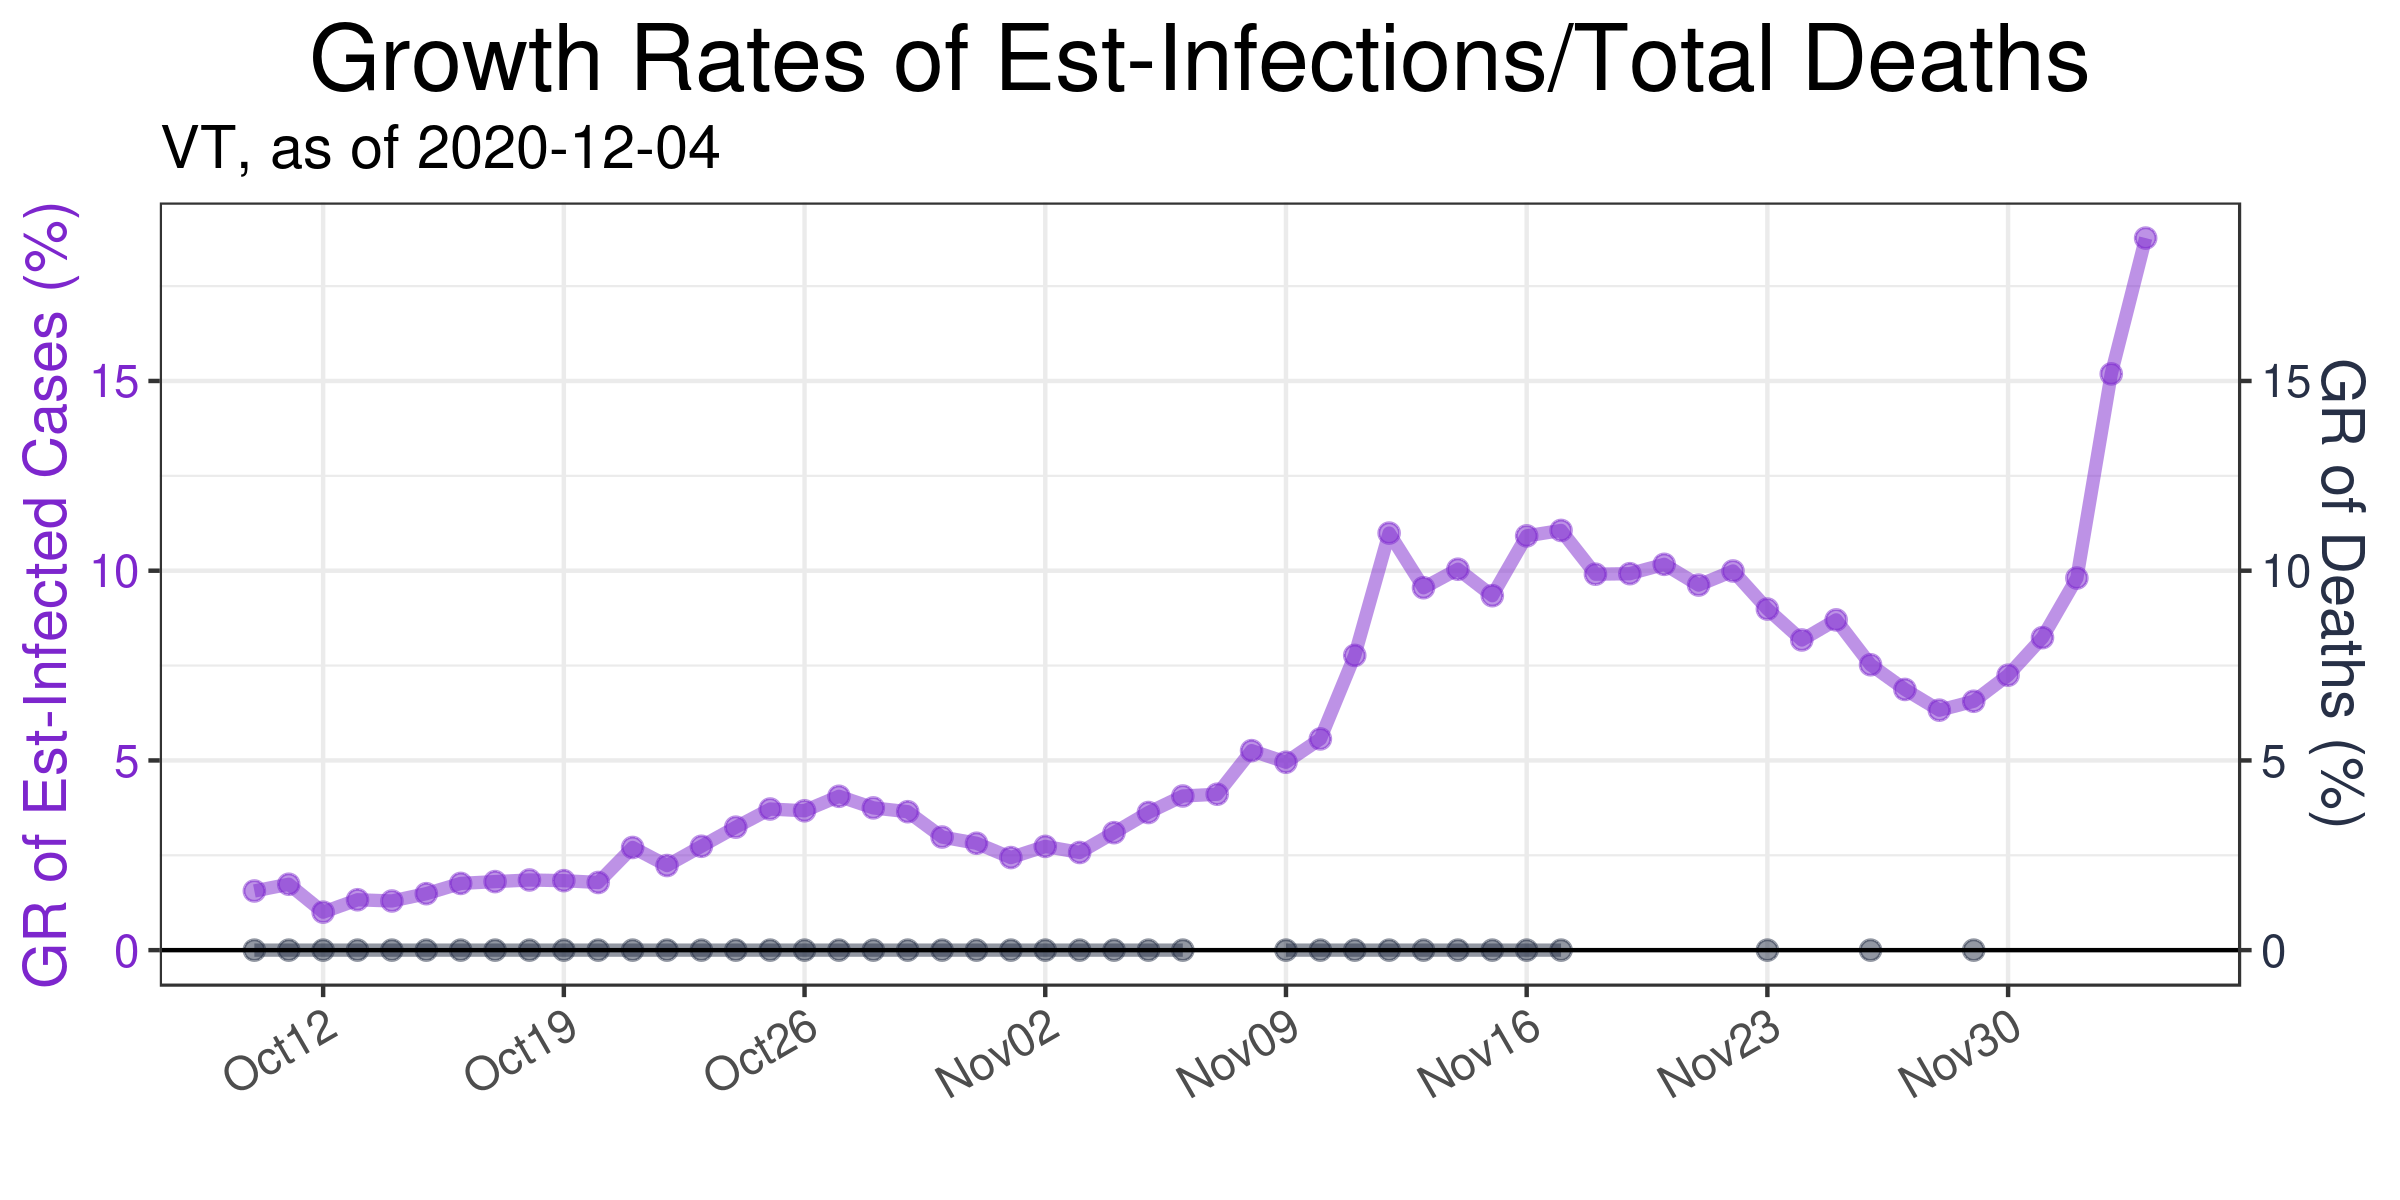 Growth Rates of Est-Infections/Total Deaths
VT, as of 2020-12-04
GR of Est-Infected Cases (%)
15
10
5
0
15
10
5
0
GR of Deaths (%)
Oct12
Oct19
Oct26
Nov02
Nov09
Nov16
Nov23
Nov30